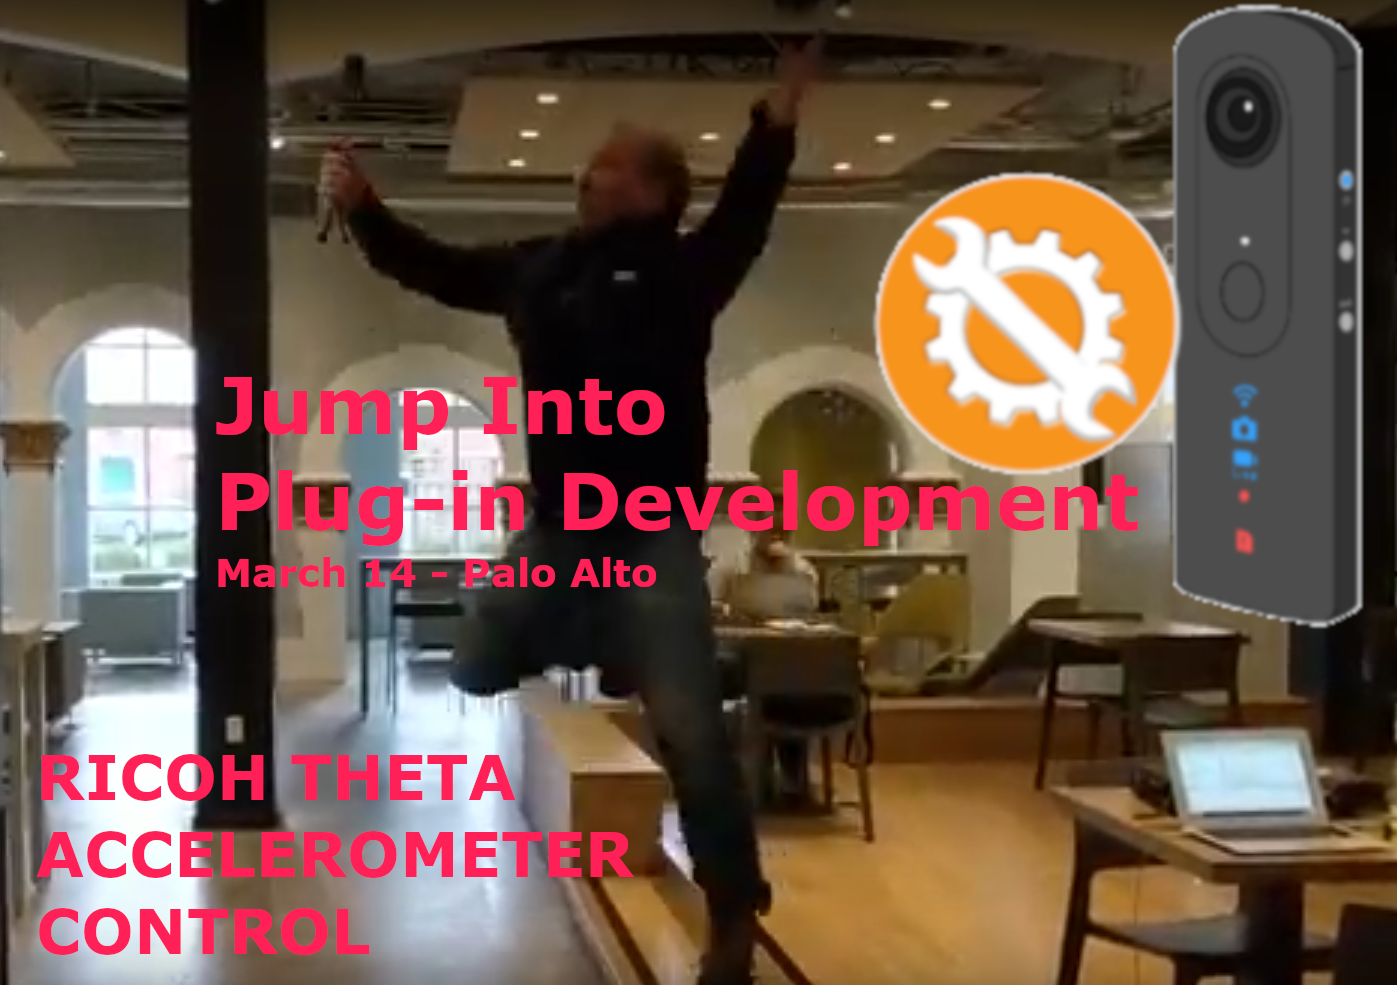 Jump Into
Plug-in Development
March 14 - Palo Alto
RICOH THETA
ACCELEROMETER
CONTROL